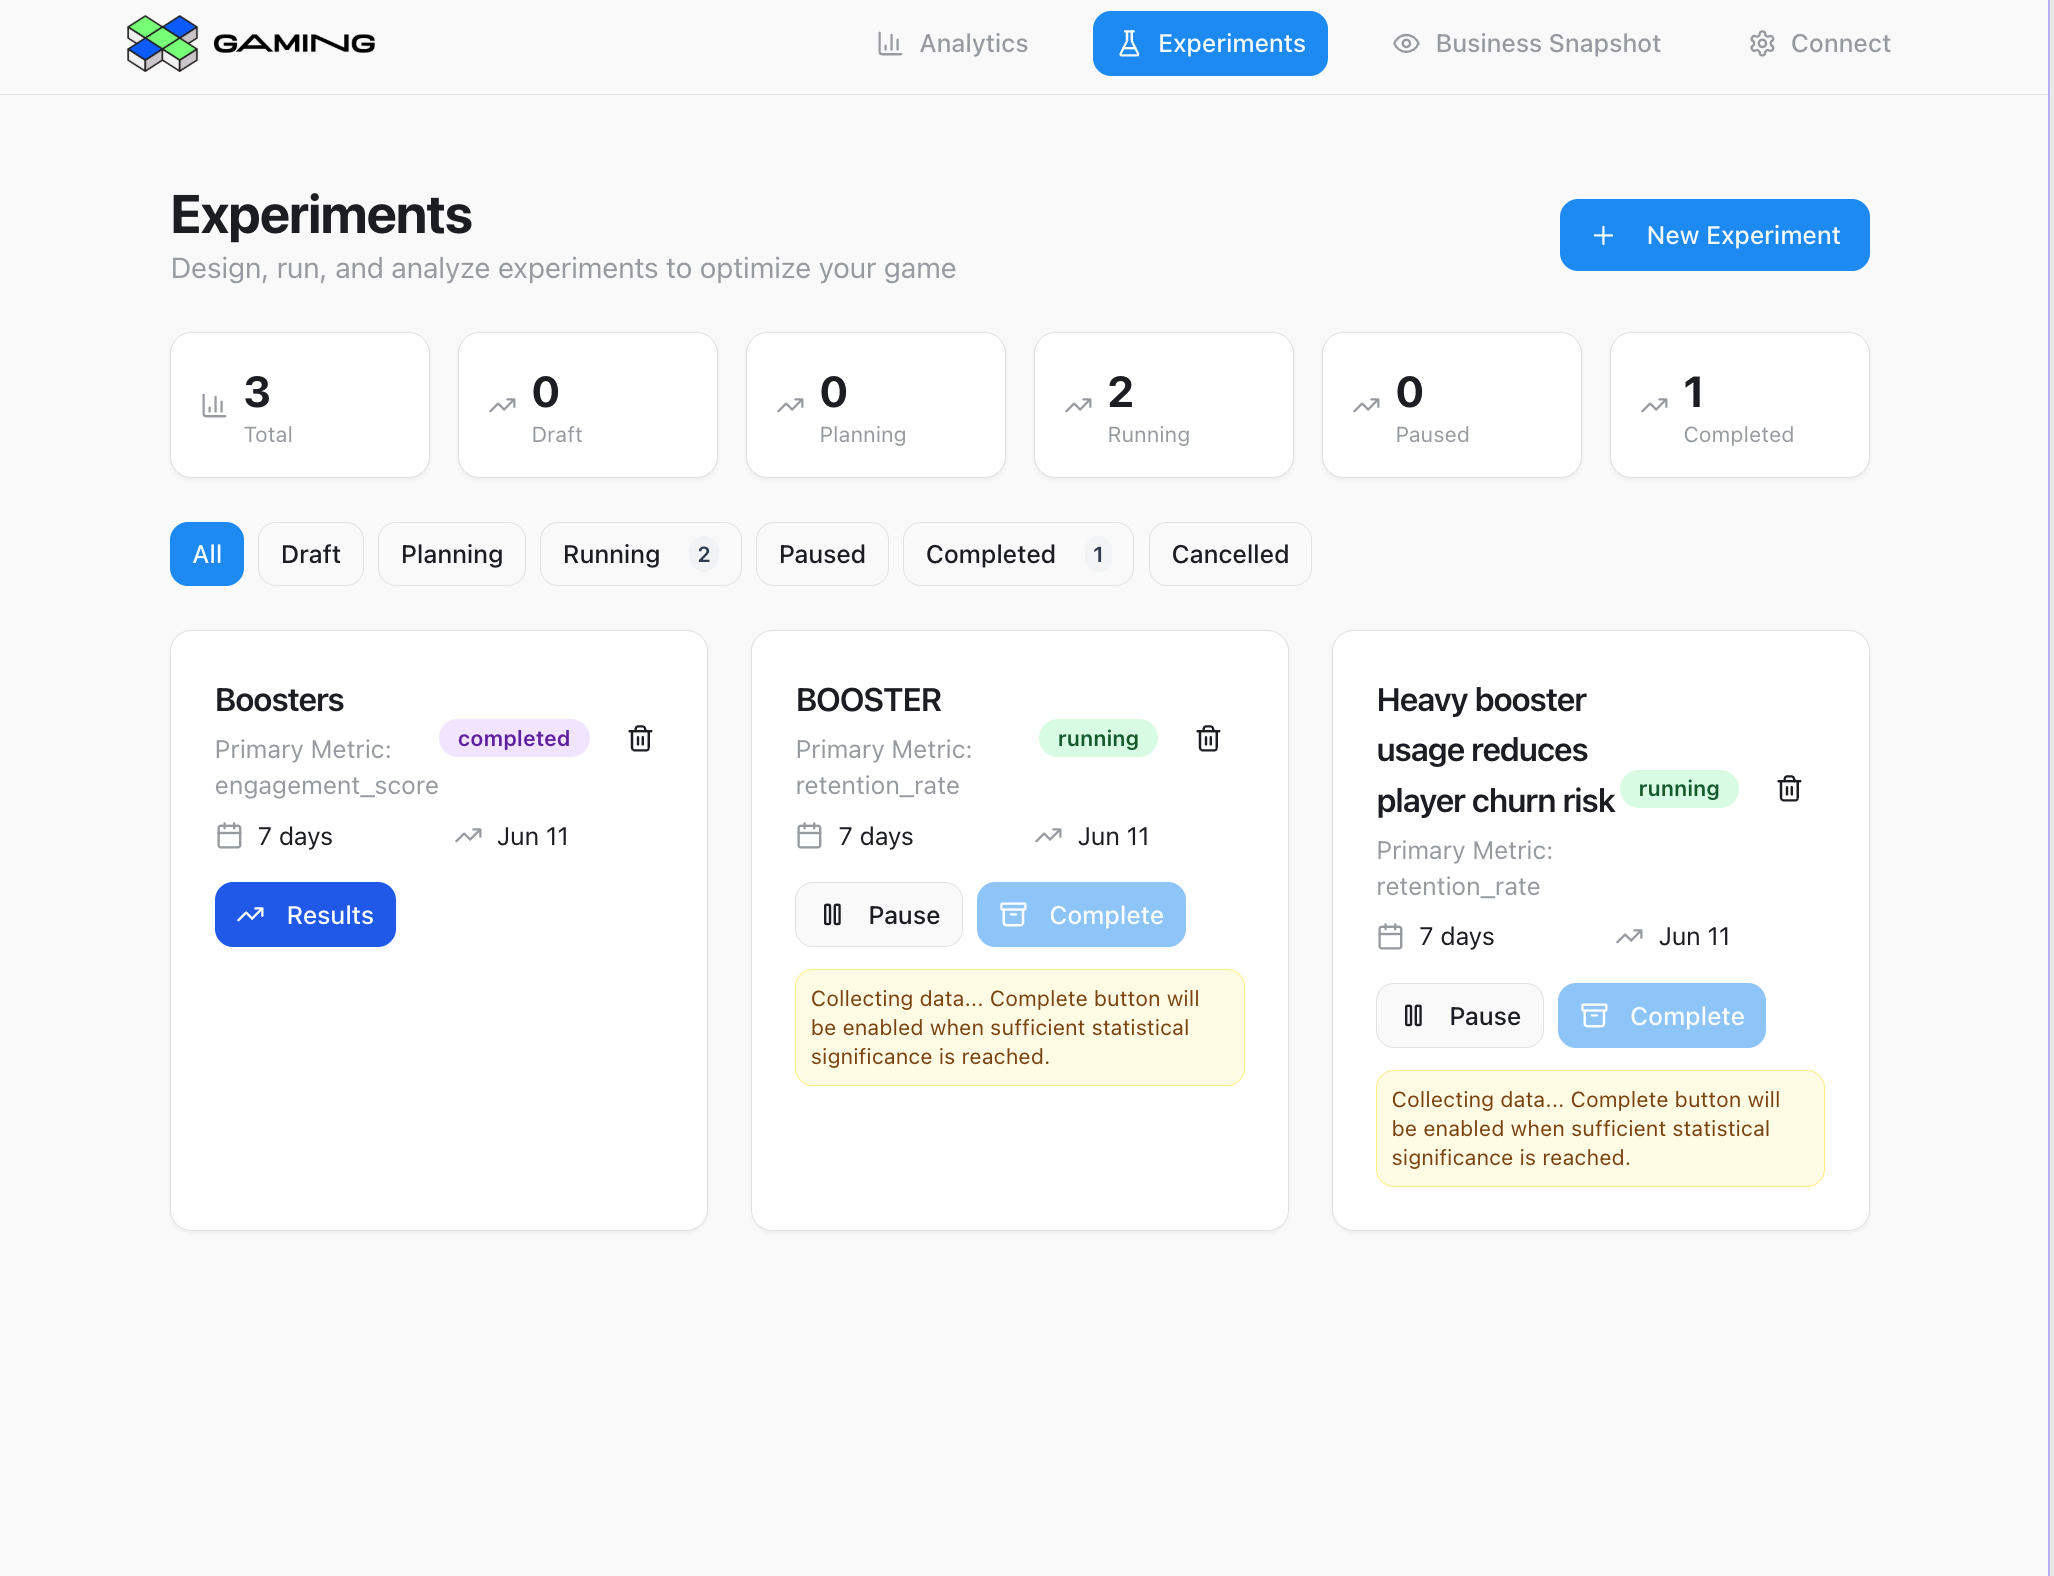 GAMING
Analytics
Experiments
Business Snapshot
Connect
Experiments
Design, run, and analyze experiments to optimize your game
New Experiment
3
Total
0
Draft
0
Planning
2
Running
0
Paused
1
Completed
All
Draft
Planning
Running 2
Paused
Completed 1
Cancelled
Boosters
Primary Metric:
engagement_score
completed
7 days
Jun 11
Results
BOOSTER
Primary Metric:
retention_rate
running
7 days
Jun 11
Pause
Complete
Collecting data... Complete button will
be enabled when sufficient statistical
significance is reached.
Heavy booster
usage reduces
player churn risk
running
Primary Metric:
retention_rate
7 days
Jun 11
Pause
Complete
Collecting data... Complete button will
be enabled when sufficient statistical
significance is reached.